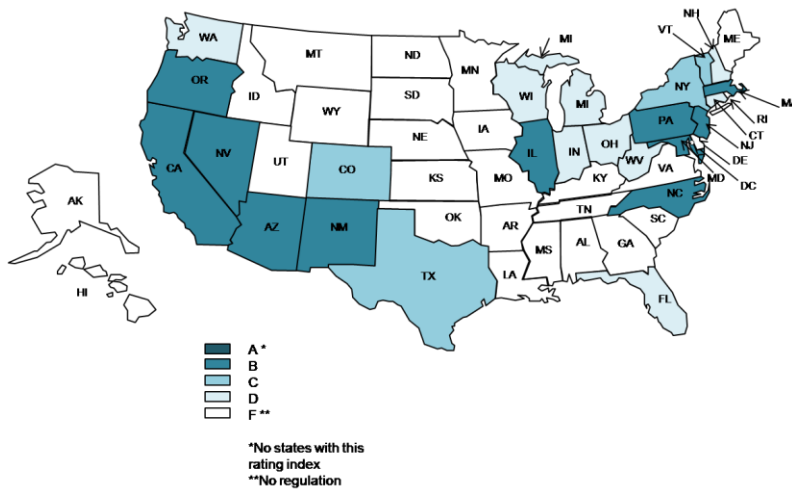 NH
MI
VT
ME
WA
MT
ND
MN
OR
ID
SD
WI
NY
MI
WY
RI
IA
PA
CT
NE
NJ
NV
IL
IN
OH
DE
UT
WV
CA
CO
MO
VA
MD
KS
KY
DC
AK
NC
TN
AZ
NM
OK
AR
SC
MS
AL
GA
TX
LA
HI
FL
A *
B
C
D
F **
*No states with this
rating index
**No regulation